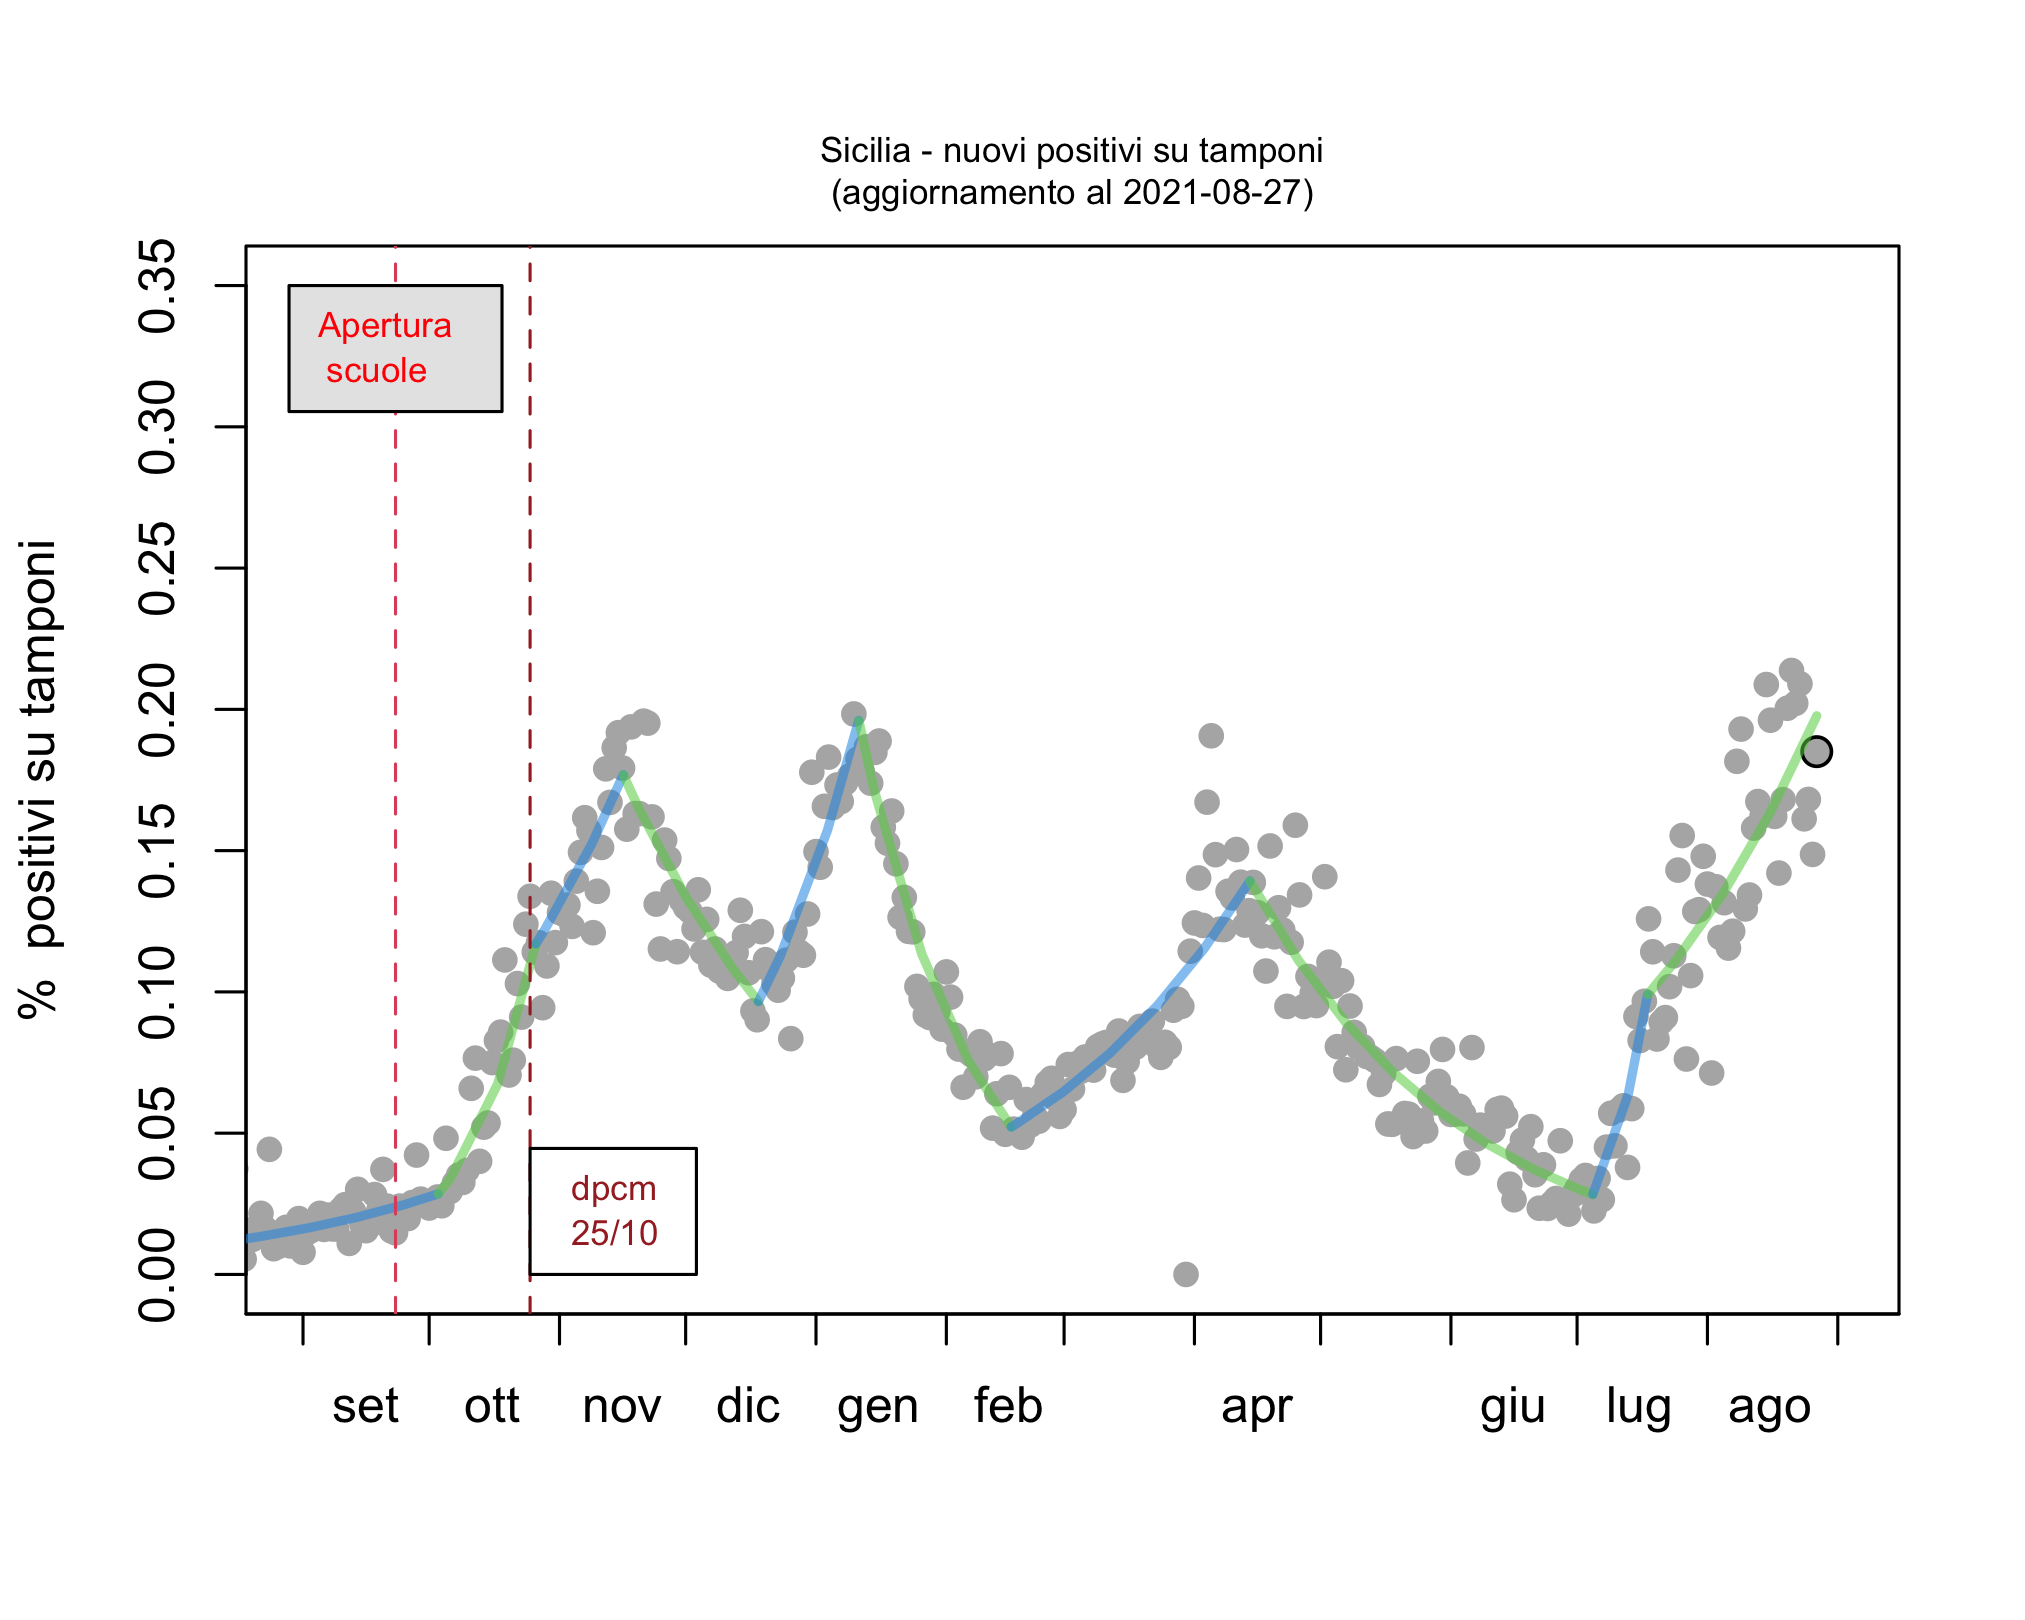 Sicilia - nuovi positivi su tamponi
(aggiornamento al 2021-08-27)
% positivi su tamponi
0.35
0.30
0.25
0.20
0.15
0.10
0.05
0.00
Apertura
scuole
dpcm
25/10
set ott nov dic gen feb apr giu lug ago